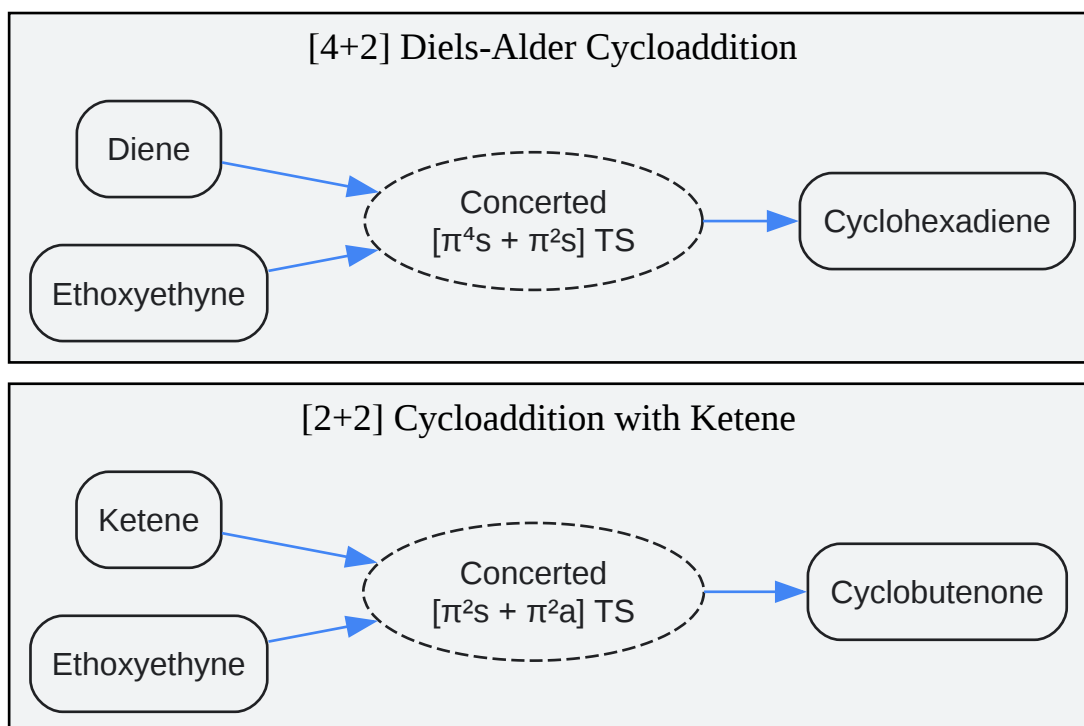 [4+2] Diels-Alder Cycloaddition
Diene
Ethoxyethyne
Concerted
[π⁴s + π²s] TS
Cyclohexadiene
[2+2] Cycloaddition with Ketene
Ketene
Ethoxyethyne
Concerted
[π²s + π²a] TS
Cyclobutenone